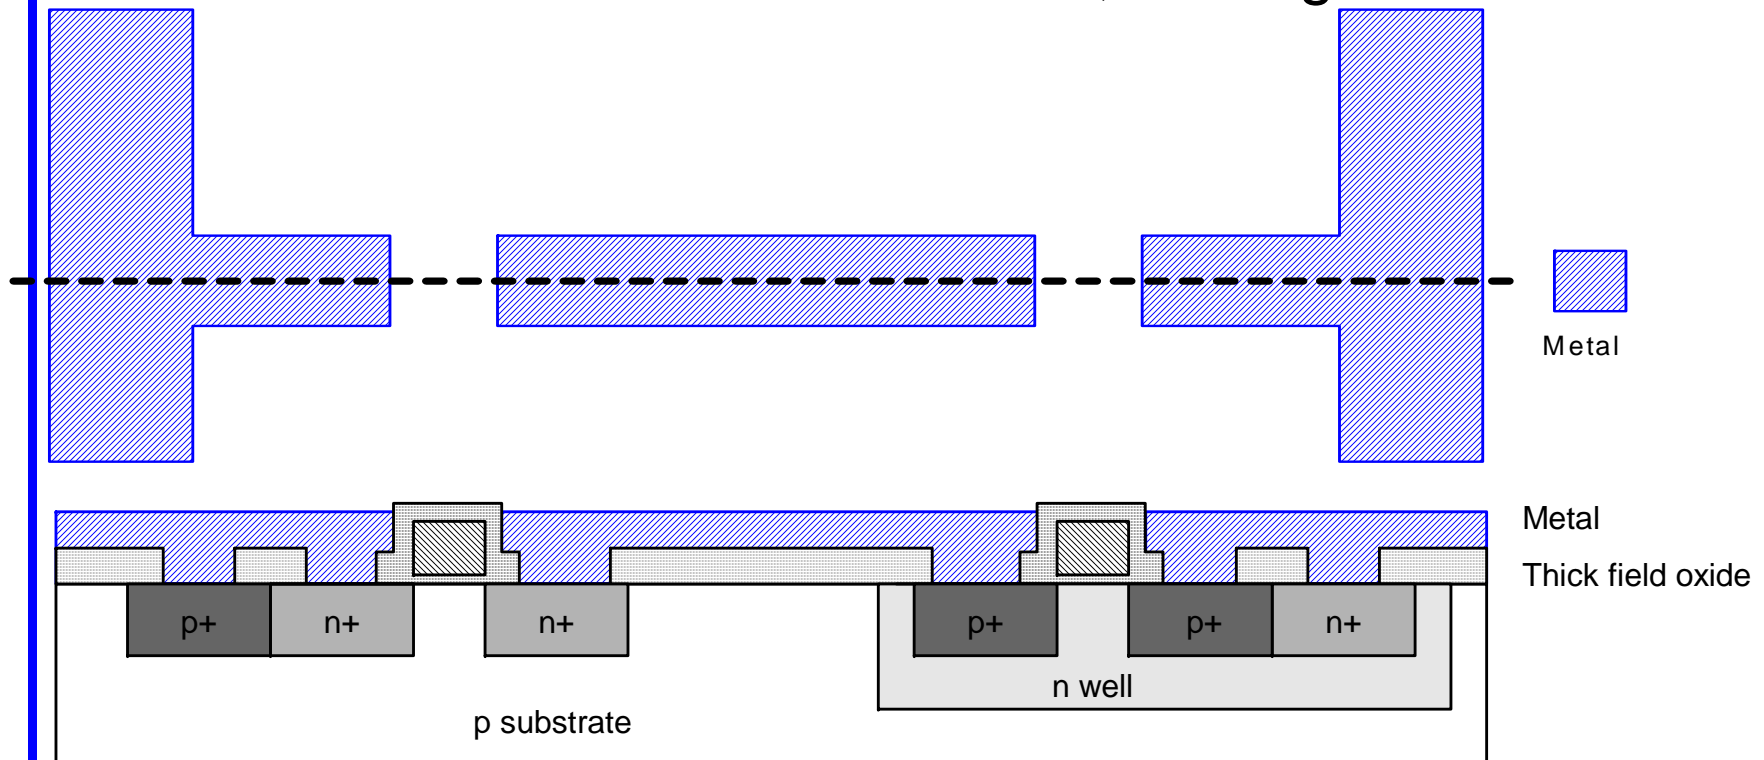 Metal
Metal
Thick field oxide
p+
n+
n+
p+
p+
n+
n well
p substrate